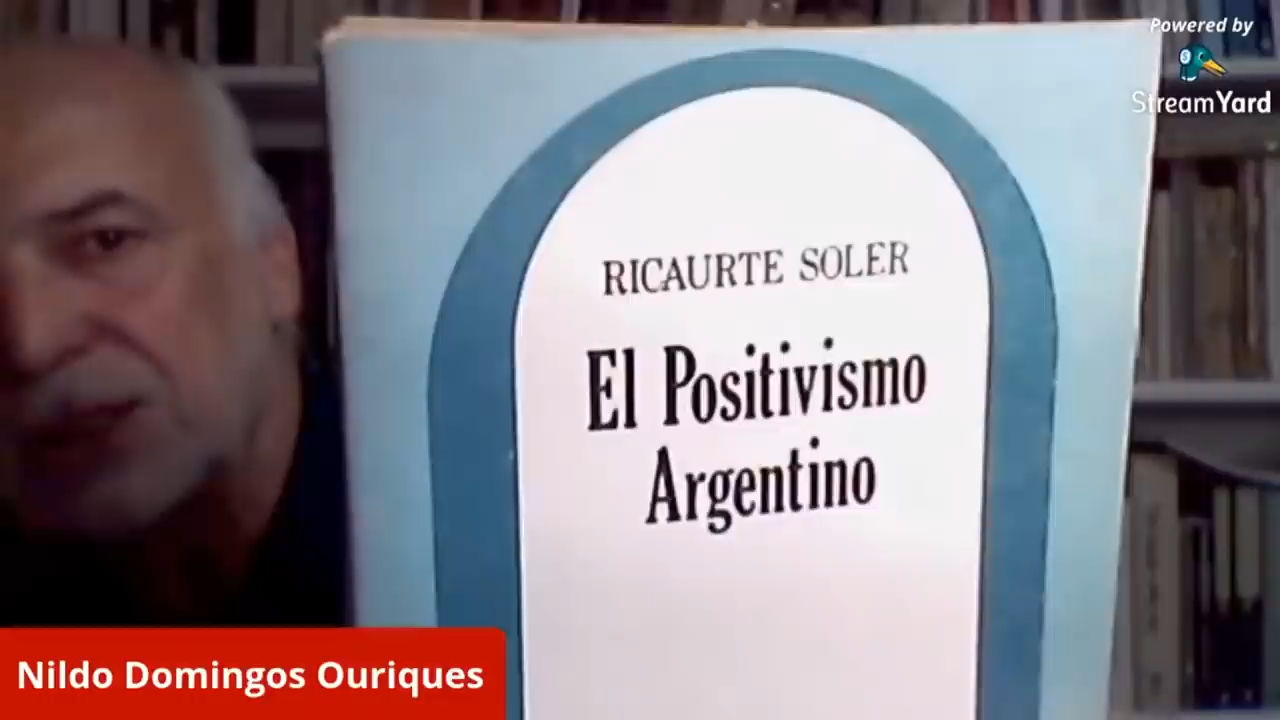 Powered by
StreamYard
RICAURTE SOLER
El Positivismo
Argentino
Nildo Domingos Ouriques